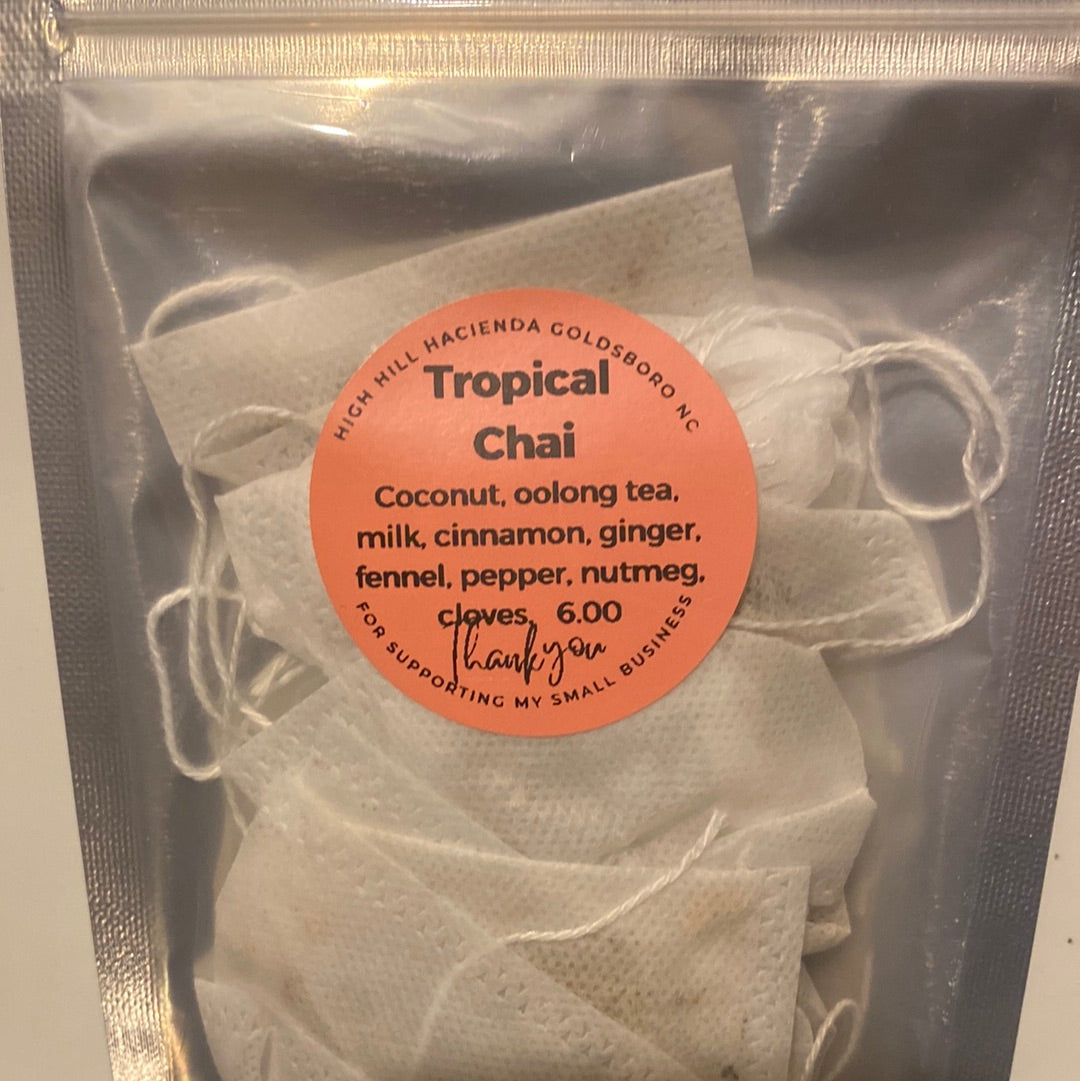 HIGH HILL HACIENDA GOLDSBORO NC
Tropical
Chai
Coconut, oolong tea,
milk, cinnamon, ginger,
fennel, pepper, nutmeg,
cloves, 6.00
Thank you
FOR SUPPORTING MY SMALL BUSINESS